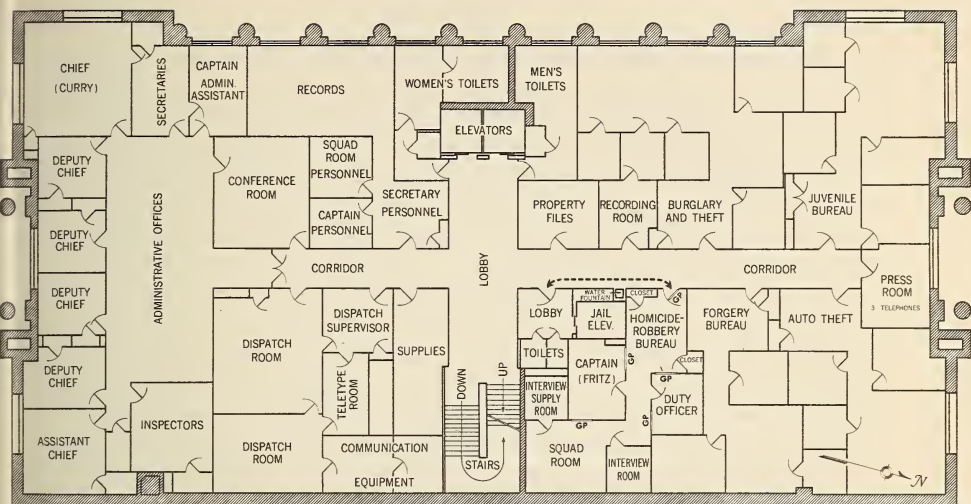 CHIEF
(CURRY)
SECRETARIES
CAPTAIN
ADMIN.
ASSISTANT
RECORDS
WOMEN'S TOILETS
MEN'S
TOILETS
ELEVATORS
DEPUTY
CHIEF
DEPUTY
CHIEF
DEPUTY
CHIEF
DEPUTY
CHIEF
ASSISTANT
CHIEF
ADMINISTRATIVE OFFICES
INSPECTORS
CONFERENCE
ROOM
SQUAD
ROOM
PERSONNEL
CAPTAIN
PERSONNEL
SECRETARY
PERSONNEL
PROPERTY
FILES
RECORDING
ROOM
BURGLARY
AND THEFT
JUVENILE
BUREAU
CORRIDOR
LOBBY
CORRIDOR
PRESS
ROOM
3 TELEPHONES
DISPATCH
ROOM
DISPATCH
SUPERVISOR
TELETYPE
ROOM
SUPPLIES
DISPATCH
ROOM
COMMUNICATION
EQUIPMENT
DOWN
UP
STAIRS
LOBBY
WATER
FOUNTAIN
CLOSET
GP
JAIL
ELEV.
TOILETS
HOMICIDE-
ROBBERY
BUREAU
FORGERY
BUREAU
AUTO THEFT
CAPTAIN
(FRITZ)
GP
CLOSET
GP
INTERVIEW
SUPPLY
ROOM
DUTY
OFFICER
GP
GP
SQUAD
ROOM
INTERVIEW
ROOM
N